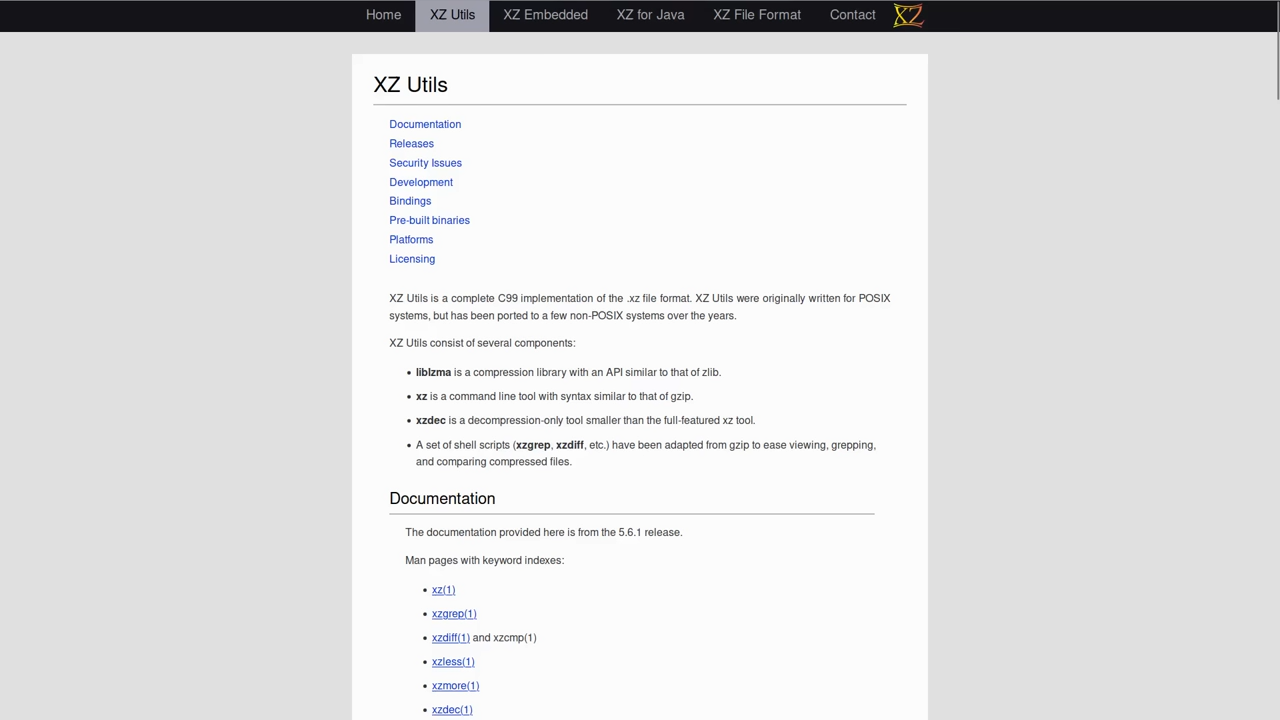 Home XZ Utils XZ Embedded XZ for Java XZ File Format Contact XZ
XZ Utils
Documentation
Releases
Security Issues
Development
Bindings
Pre-built binaries
Platforms
Licensing
XZ Utils is a complete C99 implementation of the .xz file format. XZ Utils were originally written for POSIX
systems, but has been ported to a few non-POSIX systems over the years.
XZ Utils consist of several components:
• liblzma is a compression library with an API similar to that of zlib.
• xz is a command line tool with syntax similar to that of gzip.
• xzdec is a decompression-only tool smaller than the full-featured xz tool.
• A set of shell scripts (xzgrep, xzdiff, etc.) have been adapted from gzip to ease viewing, grepping,
and comparing compressed files.
Documentation
The documentation provided here is from the 5.6.1 release.
Man pages with keyword indexes:
• xz(1)
• xzgrep(1)
• xzdiff(1) and xzcmp(1)
• xzless(1)
• xzmore(1)
• xzdec(1)